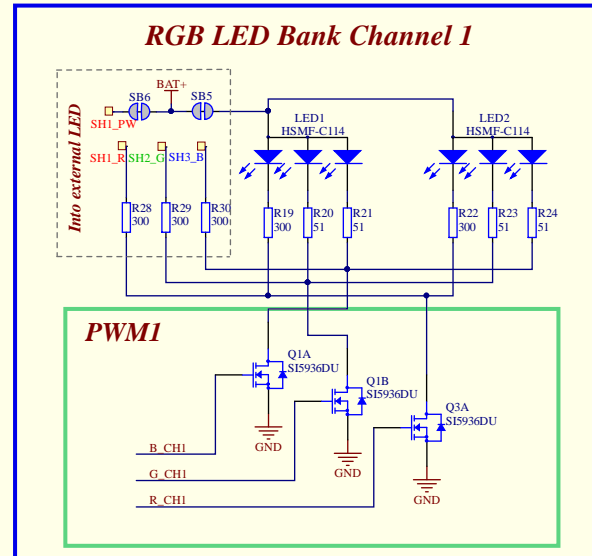 RGB LED Bank Channel 1
BAT+
SB6
SB5
SH1_PW
LED1
HSMF-C114
LED2
HSMF-C114
SH1_R
SH2_G
SH3_B
Into external LED
R28
300
R29
300
R30
300
R19
300
R20
51
R21
51
R22
300
R23
51
R24
51
PWM1
Q1A
SI5936DU
Q1B
SI5936DU
Q3A
SI5936DU
GND
GND
GND
B_CH1
G_CH1
R_CH1